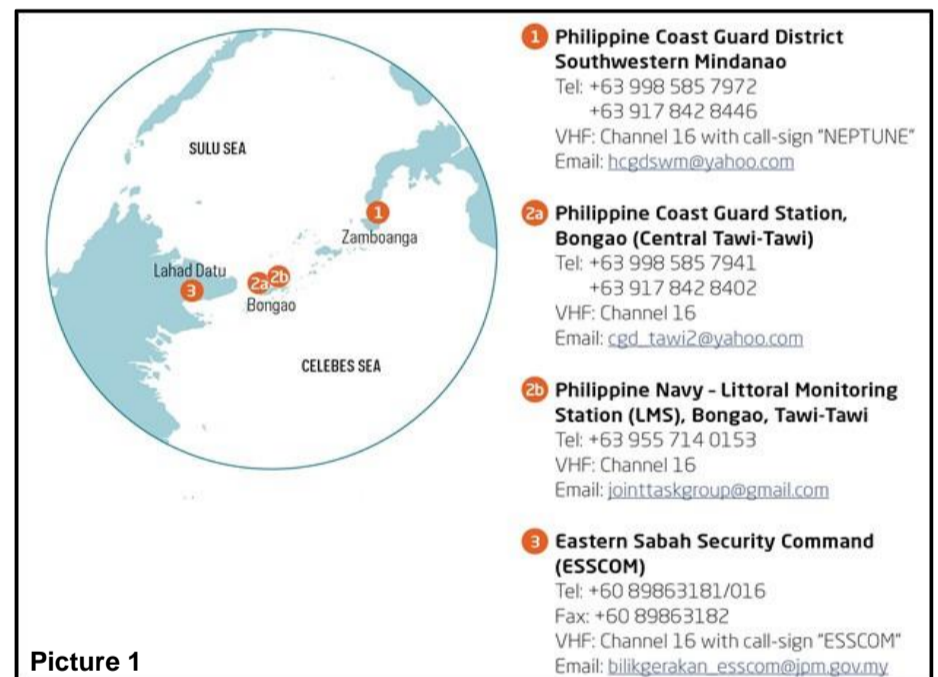 SULU SEA
1
Zamboanga
Lahad Datu
3
2a
2b
Bongao
CELEBES SEA
1 Philippine Coast Guard District
Southwestern Mindanao
Tel: +63 998 585 7972
+63 917 842 8446
VHF: Channel 16 with call-sign "NEPTUNE"
Email: hcgdswm@yahoo.com
2a Philippine Coast Guard Station,
Bongao (Central Tawi-Tawi)
Tel: +63 998 585 7941
+63 917 842 8402
VHF: Channel 16
Email: cgd_tawi2@yahoo.com
2b Philippine Navy – Littoral Monitoring
Station (LMS), Bongao, Tawi-Tawi
Tel: +63 955 714 0153
VHF: Channel 16
Email: jointtaskgroup@gmail.com
3 Eastern Sabah Security Command
(ESSCOM)
Tel: +60 89863181/016
Fax: +60 89863182
VHF: Channel 16 with call-sign "ESSCOM"
Email: bilikgerakan_esscom@jpm.gov.my
Picture 1